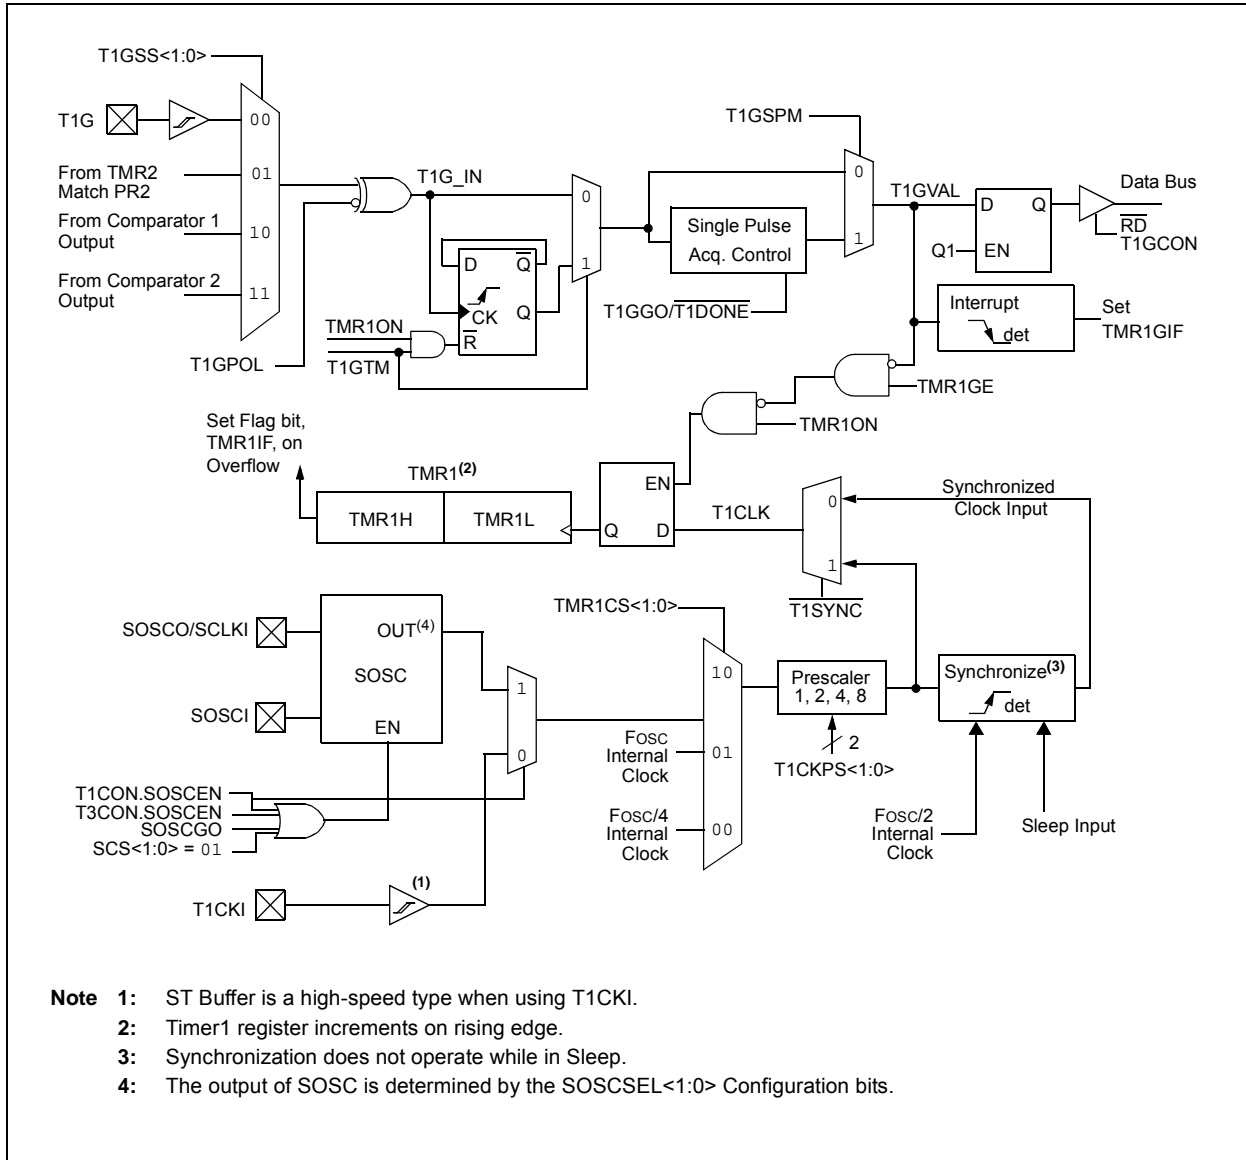 T1GSS<1:0>
T1G
00
From TMR2
Match PR2
01
From Comparator 1
Output
10
From Comparator 2
Output
11
T1GPOL
T1G_IN
0
1
D
Q
CK
Q
R
TMR1ON
T1GTM
T1GSPM
0
1
Single Pulse
Acq. Control
T1GGO/T1DONE
T1GVAL
D
Q
Q1
EN
Data Bus
RD
T1GCON
Interrupt
det
Set
TMR1GIF
TMR1GE
TMR1ON
Set Flag bit,
TMR1IF, on
Overflow
TMR1(2)
TMR1H
TMR1L
EN
Q
D
T1CLK
0
1
T1SYNC
Synchronized
Clock Input
SOSCO/SCLKI
OUT(4)
SOSC
SOSCI
EN
1
0
T1CON.SOSCEN
T3CON.SOSCEN
SOSCGO
SCS<1:0> = 01
T1CKI
(1)
TMR1CS<1:0>
10
FOSC
Internal
Clock
01
FOSC/4
Internal
Clock
00
Prescaler
1, 2, 4, 8
2
T1CKPS<1:0>
Synchronize(3)
det
FOSC/2
Internal
Clock
Sleep Input
Note 1: ST Buffer is a high-speed type when using T1CKI.
2: Timer1 register increments on rising edge.
3: Synchronization does not operate while in Sleep.
4: The output of SOSC is determined by the SOSCSEL<1:0> Configuration bits.